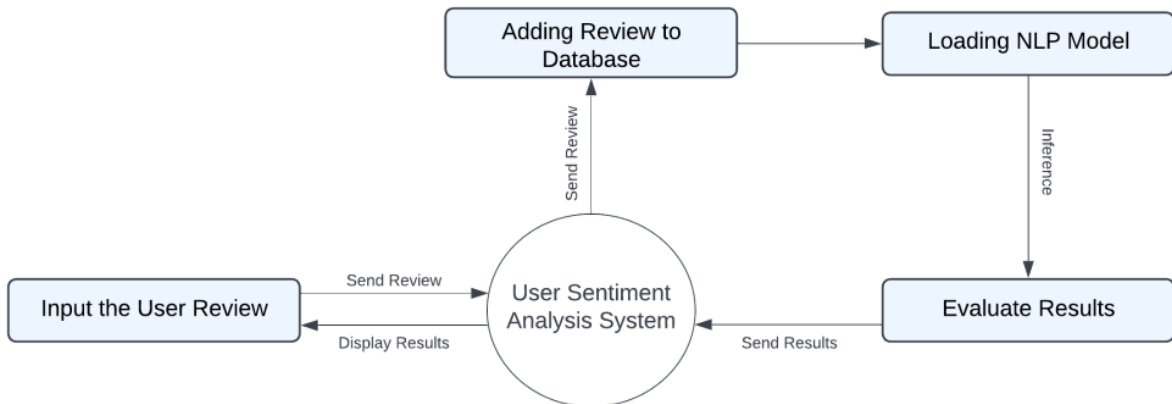 Adding Review to
Database
Loading NLP Model
Send Review
Inference
Input the User Review
Send Review
Display Results
User Sentiment
Analysis System
Send Results
Evaluate Results